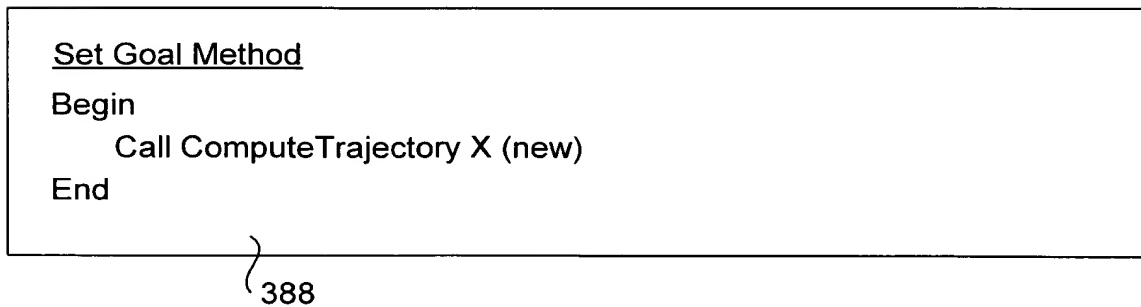 Set Goal Method
Begin
Call ComputeTrajectory X (new)
End
388